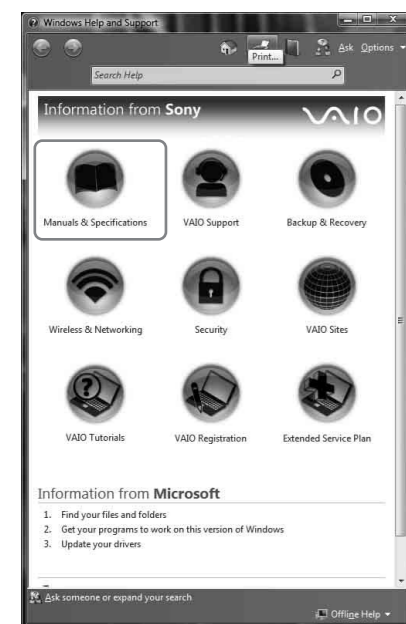 Windows Help and Support
Ask Options
Print...
Search Help
Information from Sony
VAIO
Manuals & Specifications VAIO Support Backup & Recovery
Wireless & Networking Security VAIO Sites
VAIO Tutorials VAIO Registration Extended Service Plan
Information from Microsoft
1. Find your files and folders
2. Get your programs to work on this version of Windows
3. Update your drivers
Ask someone or expand your search
Offline Help